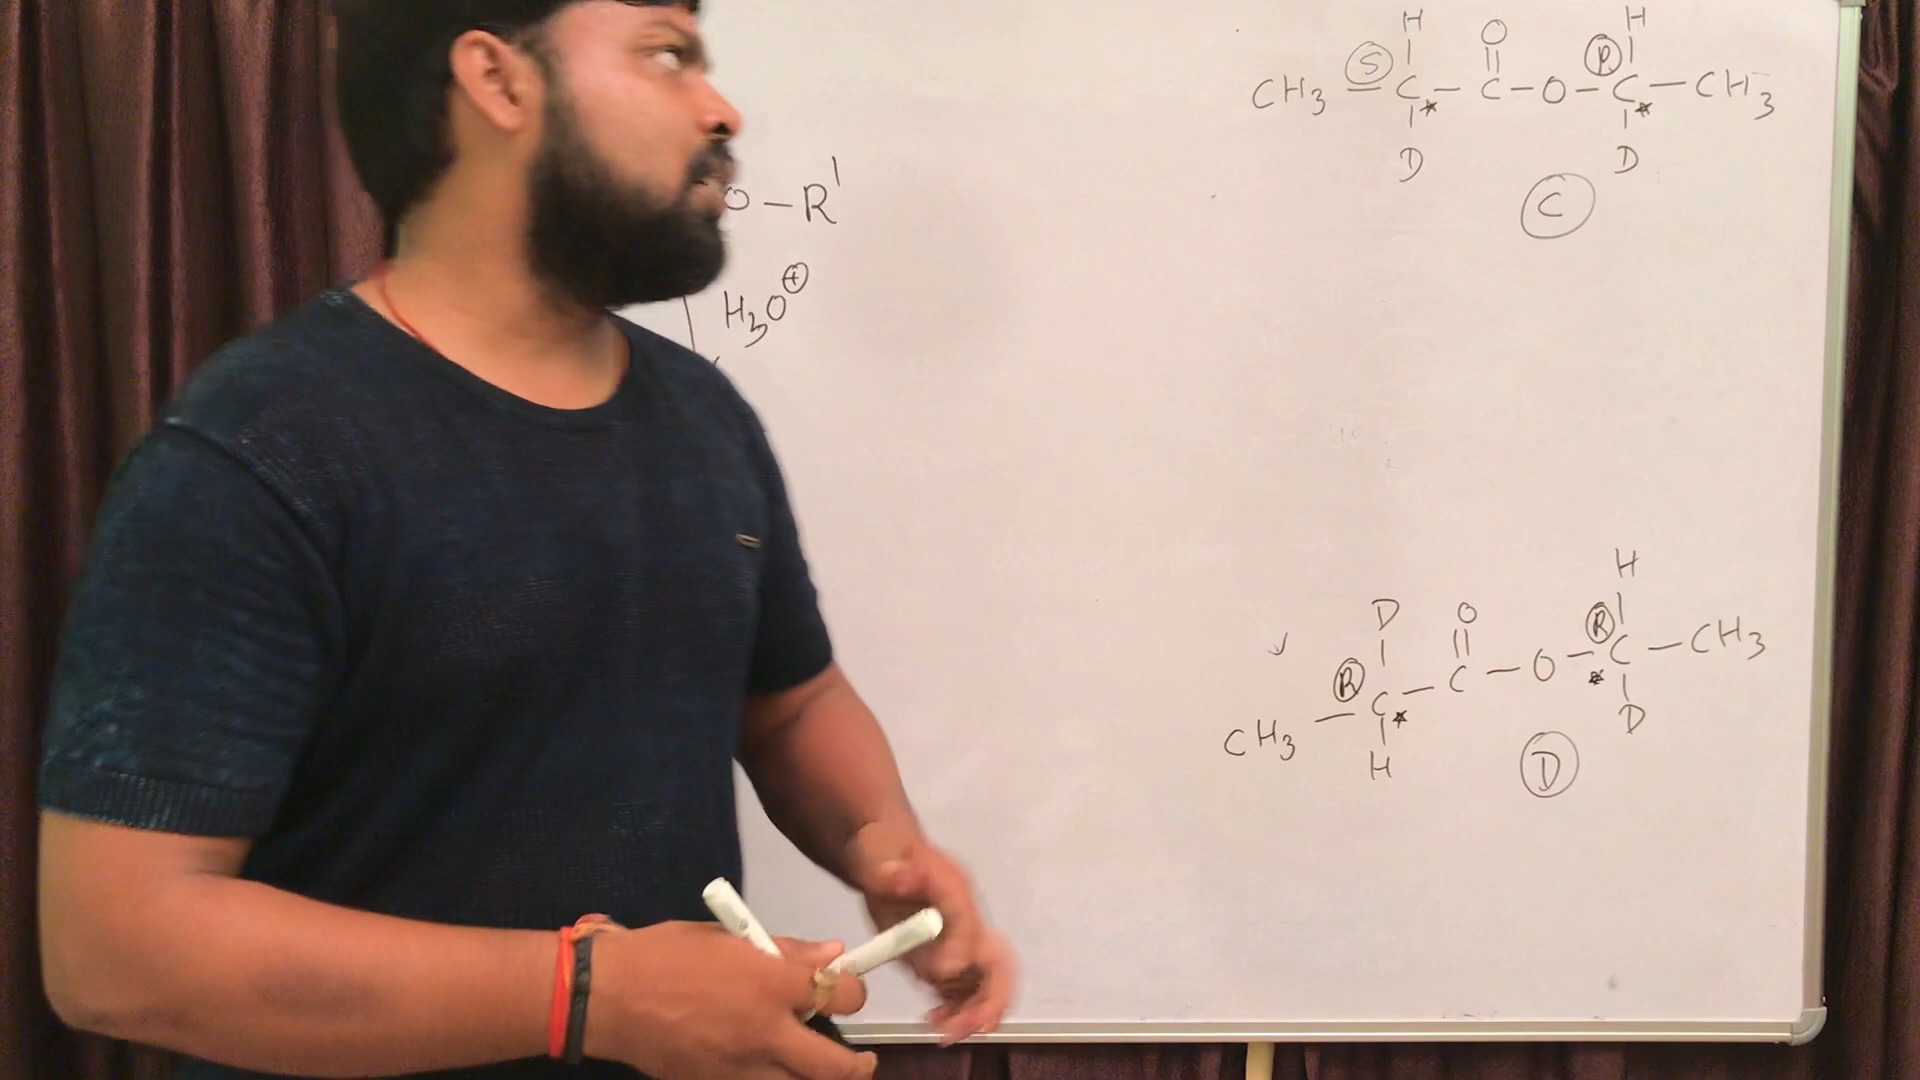 O – R'
H₃O⊕
H   O   H
CH₃ – Ⓢ C* – C – O – Ⓡ C* – CH₃
D   D
Ⓒ
H
D   O
✓ Ⓡ Ⓡ
CH₃ – C* – C – O – C* – CH₃
H   D
Ⓓ